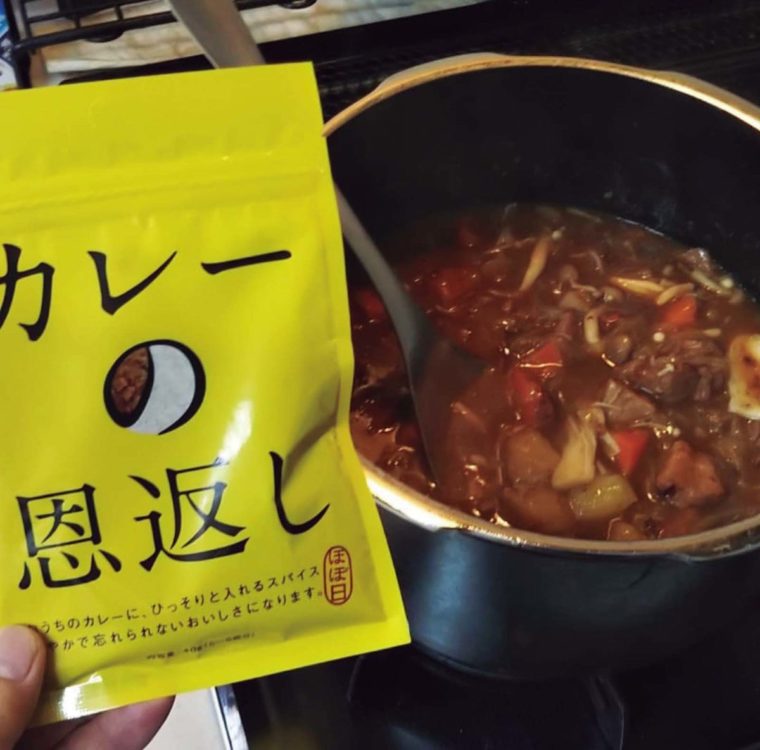 カレー
の
恩返し
うちのカレーに、ひっそりと入れるスパイス
やかで忘れられないおいしさになります。
ほぼ日